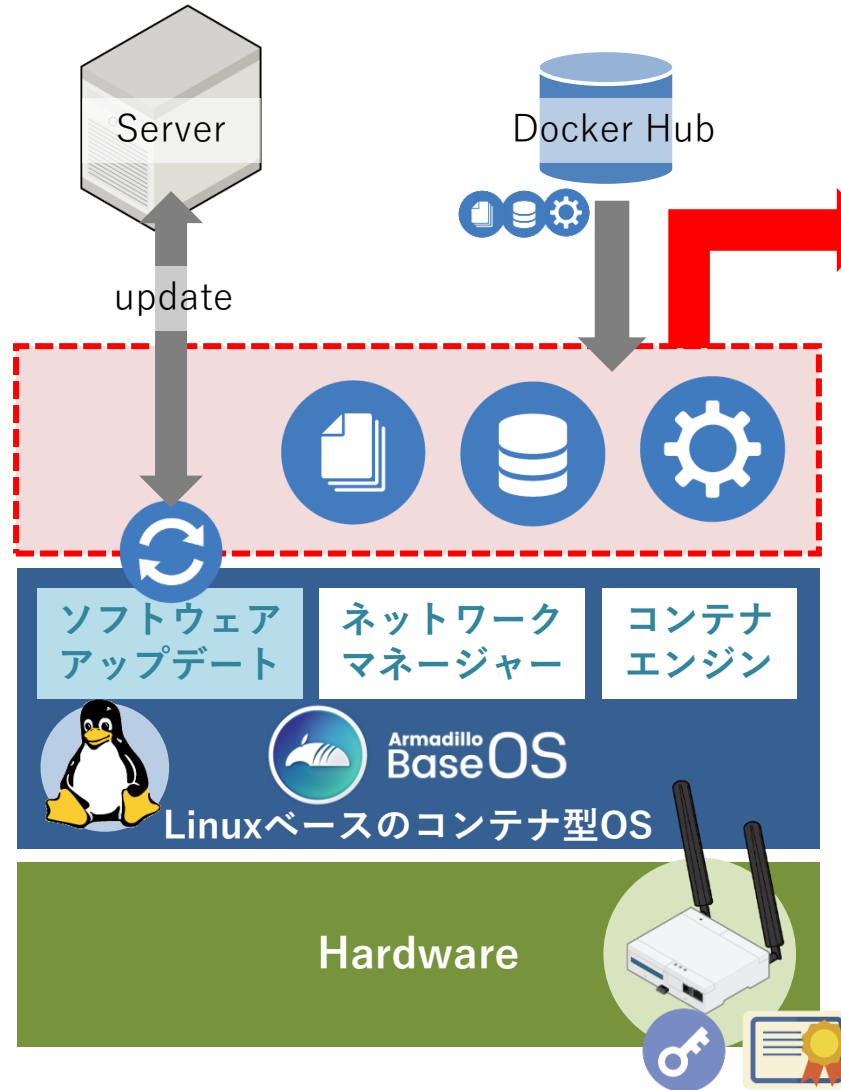 Server
Docker Hub
update
ソフトウェア
アップデート
ネットワーク
マネージャー
コンテナ
エンジン
Armadillo
Base OS
Linuxベースのコンテナ型OS
Hardware